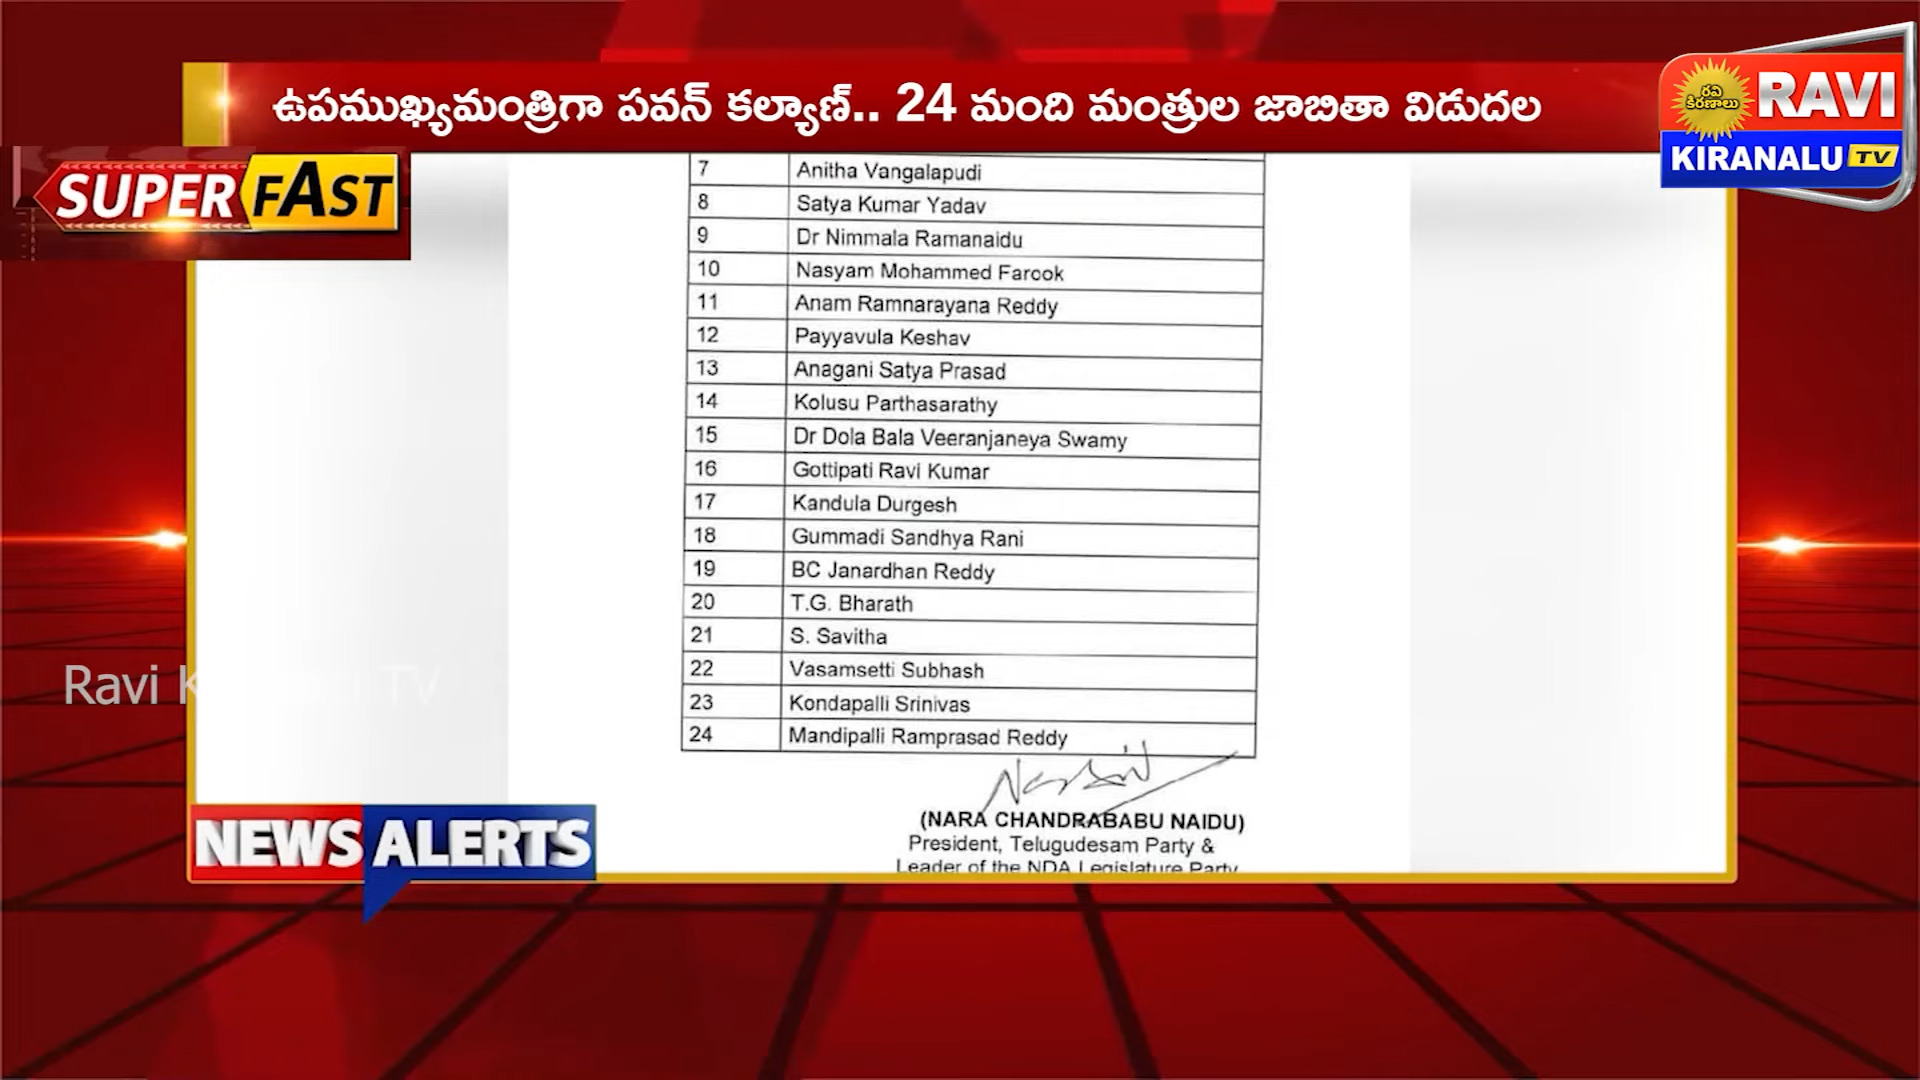 ఉపముఖ్యమంత్రిగా పవన్ కల్యాణ్.. 24 మంది మంత్రుల జాబితా విడుదల
రవి
కిరణాలు
RAVI
KIRANALU TV
SUPER FAST
7 Anitha Vangalapudi
8 Satya Kumar Yadav
9 Dr Nimmala Ramanaidu
10 Nasyam Mohammed Farook
11 Anam Ramnarayana Reddy
12 Payyavula Keshav
13 Anagani Satya Prasad
14 Kolusu Parthasarathy
15 Dr Dola Bala Veeranjaneya Swamy
16 Gottipati Ravi Kumar
17 Kandula Durgesh
18 Gummadi Sandhya Rani
19 BC Janardhan Reddy
20 T.G. Bharath
21 S. Savitha
22 Vasamsetti Subhash
23 Kondapalli Srinivas
24 Mandipalli Ramprasad Reddy
(NARA CHANDRABABU NAIDU)
President, Telugudesam Party &
Leader of the NDA Legislature Party
Ravi TV
NEWS ALERTS